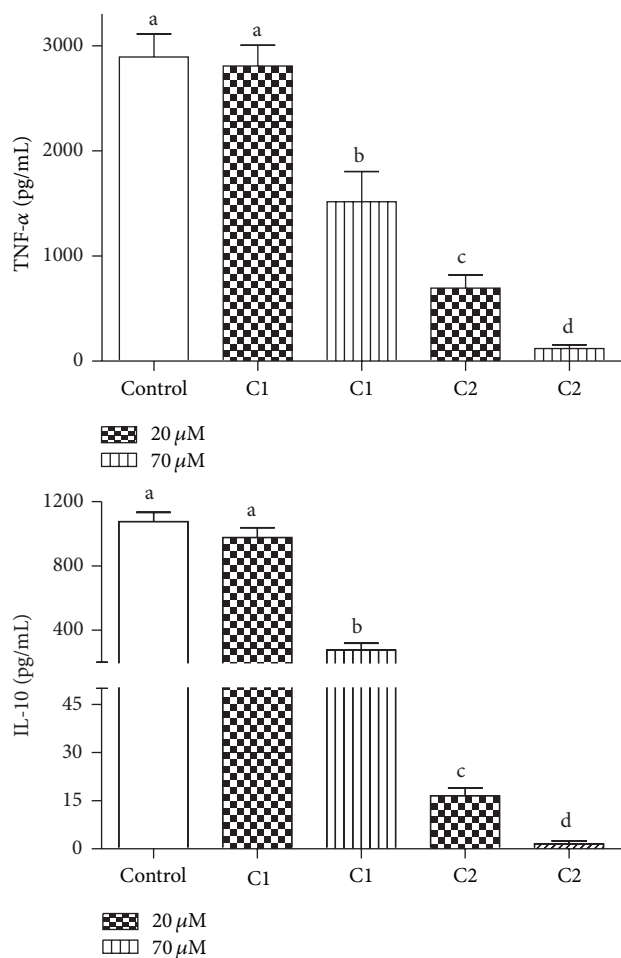 a
a
3000
b
2000
TNF-α (pg/mL)
1000
c
d
0
Control C1 C1 C2 C2
20 μM
70 μM
1200
a
a
800
400
b
IL-10 (pg/mL)
45
30
c
15
d
0
Control C1 C1 C2 C2
20 μM
70 μM